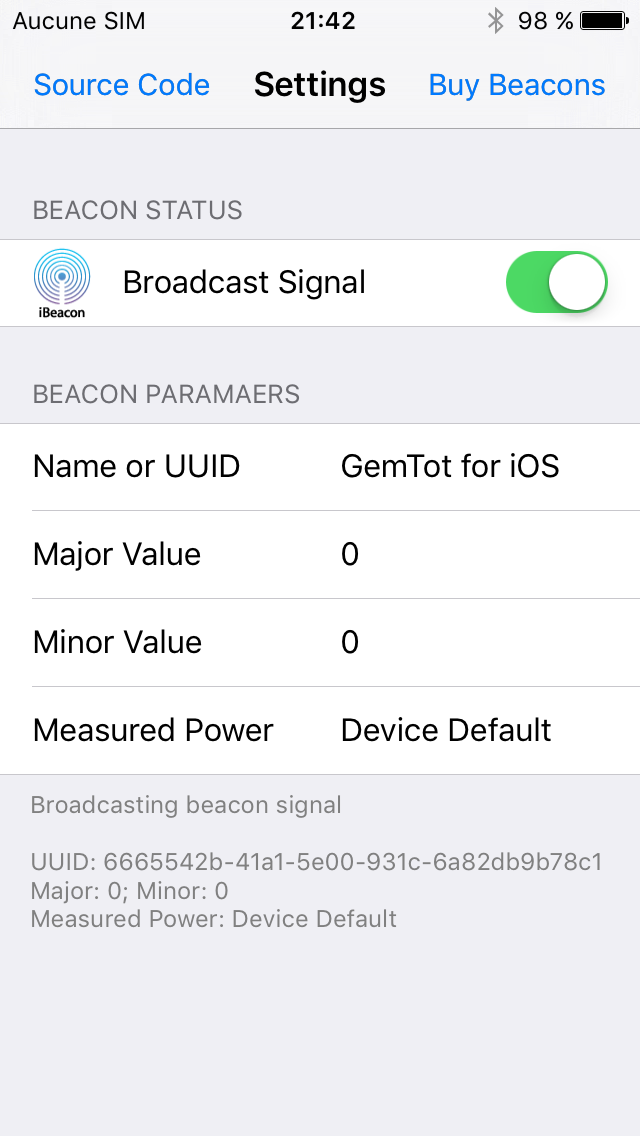 Aucune SIM 21:42 98 %
Source Code Settings Buy Beacons
BEACON STATUS
iBeacon Broadcast Signal
BEACON PARAMAERS
Name or UUID GemTot for iOS
Major Value 0
Minor Value 0
Measured Power Device Default
Broadcasting beacon signal
UUID: 6665542b-41a1-5e00-931c-6a82db9b78c1
Major: 0; Minor: 0
Measured Power: Device Default